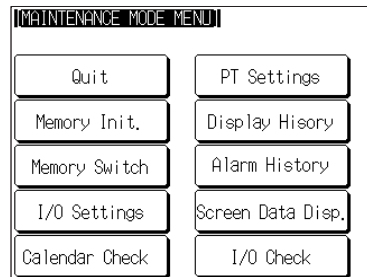 [MAINTENANCE MODE MENU]
Quit
PT Settings
Memory Init.
Display Hisory
Memory Switch
Alarm History
I/O Settings
Screen Data Disp.
Calendar Check
I/O Check